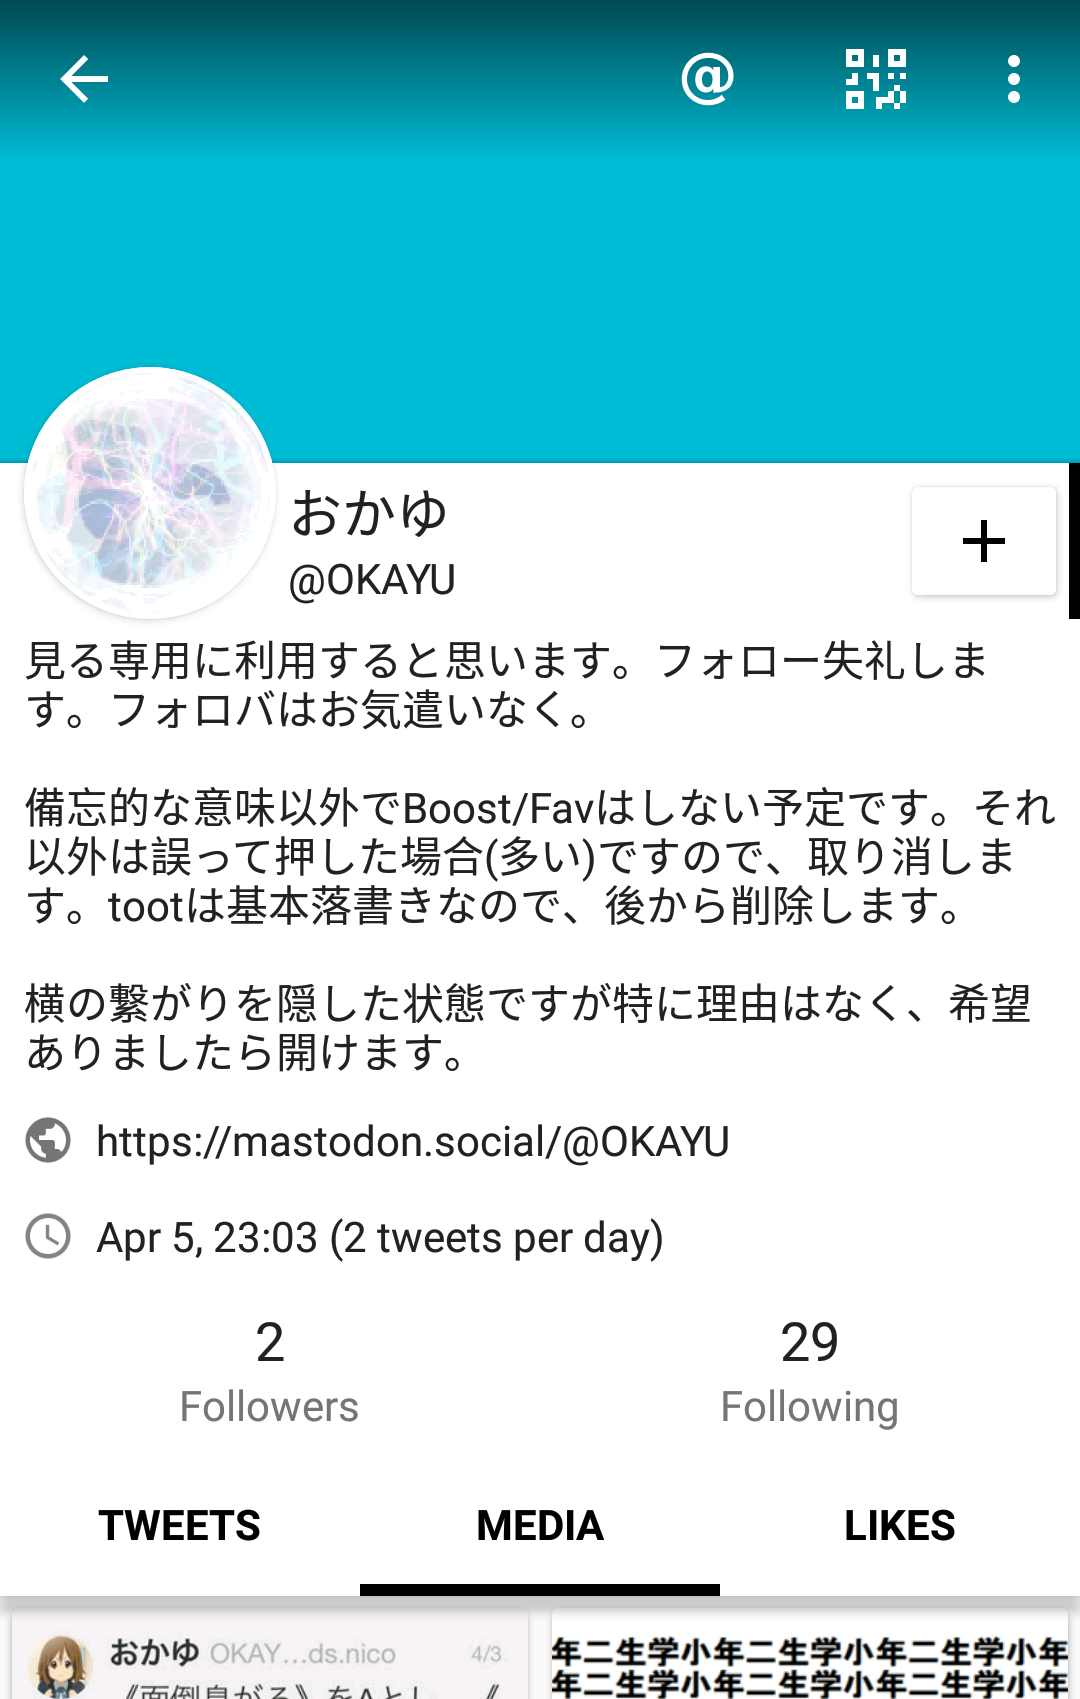 おかゆ
@OKAYU
見る専用に利用すると思います。フォロー失礼しま
す。フォロバはお気遣いなく。
備忘的な意味以外でBoost/Favはしない予定です。それ
以外は誤って押した場合(多い)ですので、取り消しま
す。tootは基本落書きなので、後から削除します。
横の繋がりを隠した状態ですが特に理由はなく、希望
ありましたら開けます。
https://mastodon.social/@OKAYU
Apr 5, 23:03 (2 tweets per day)
2
Followers
29
Following
TWEETS
MEDIA
LIKES
おかゆ OKAY...ds.nico 4/3
《面倒息がる》をAとし 《
年二生学小年二生学小年二生学小年
年二生学小年二生学小年二生学小年